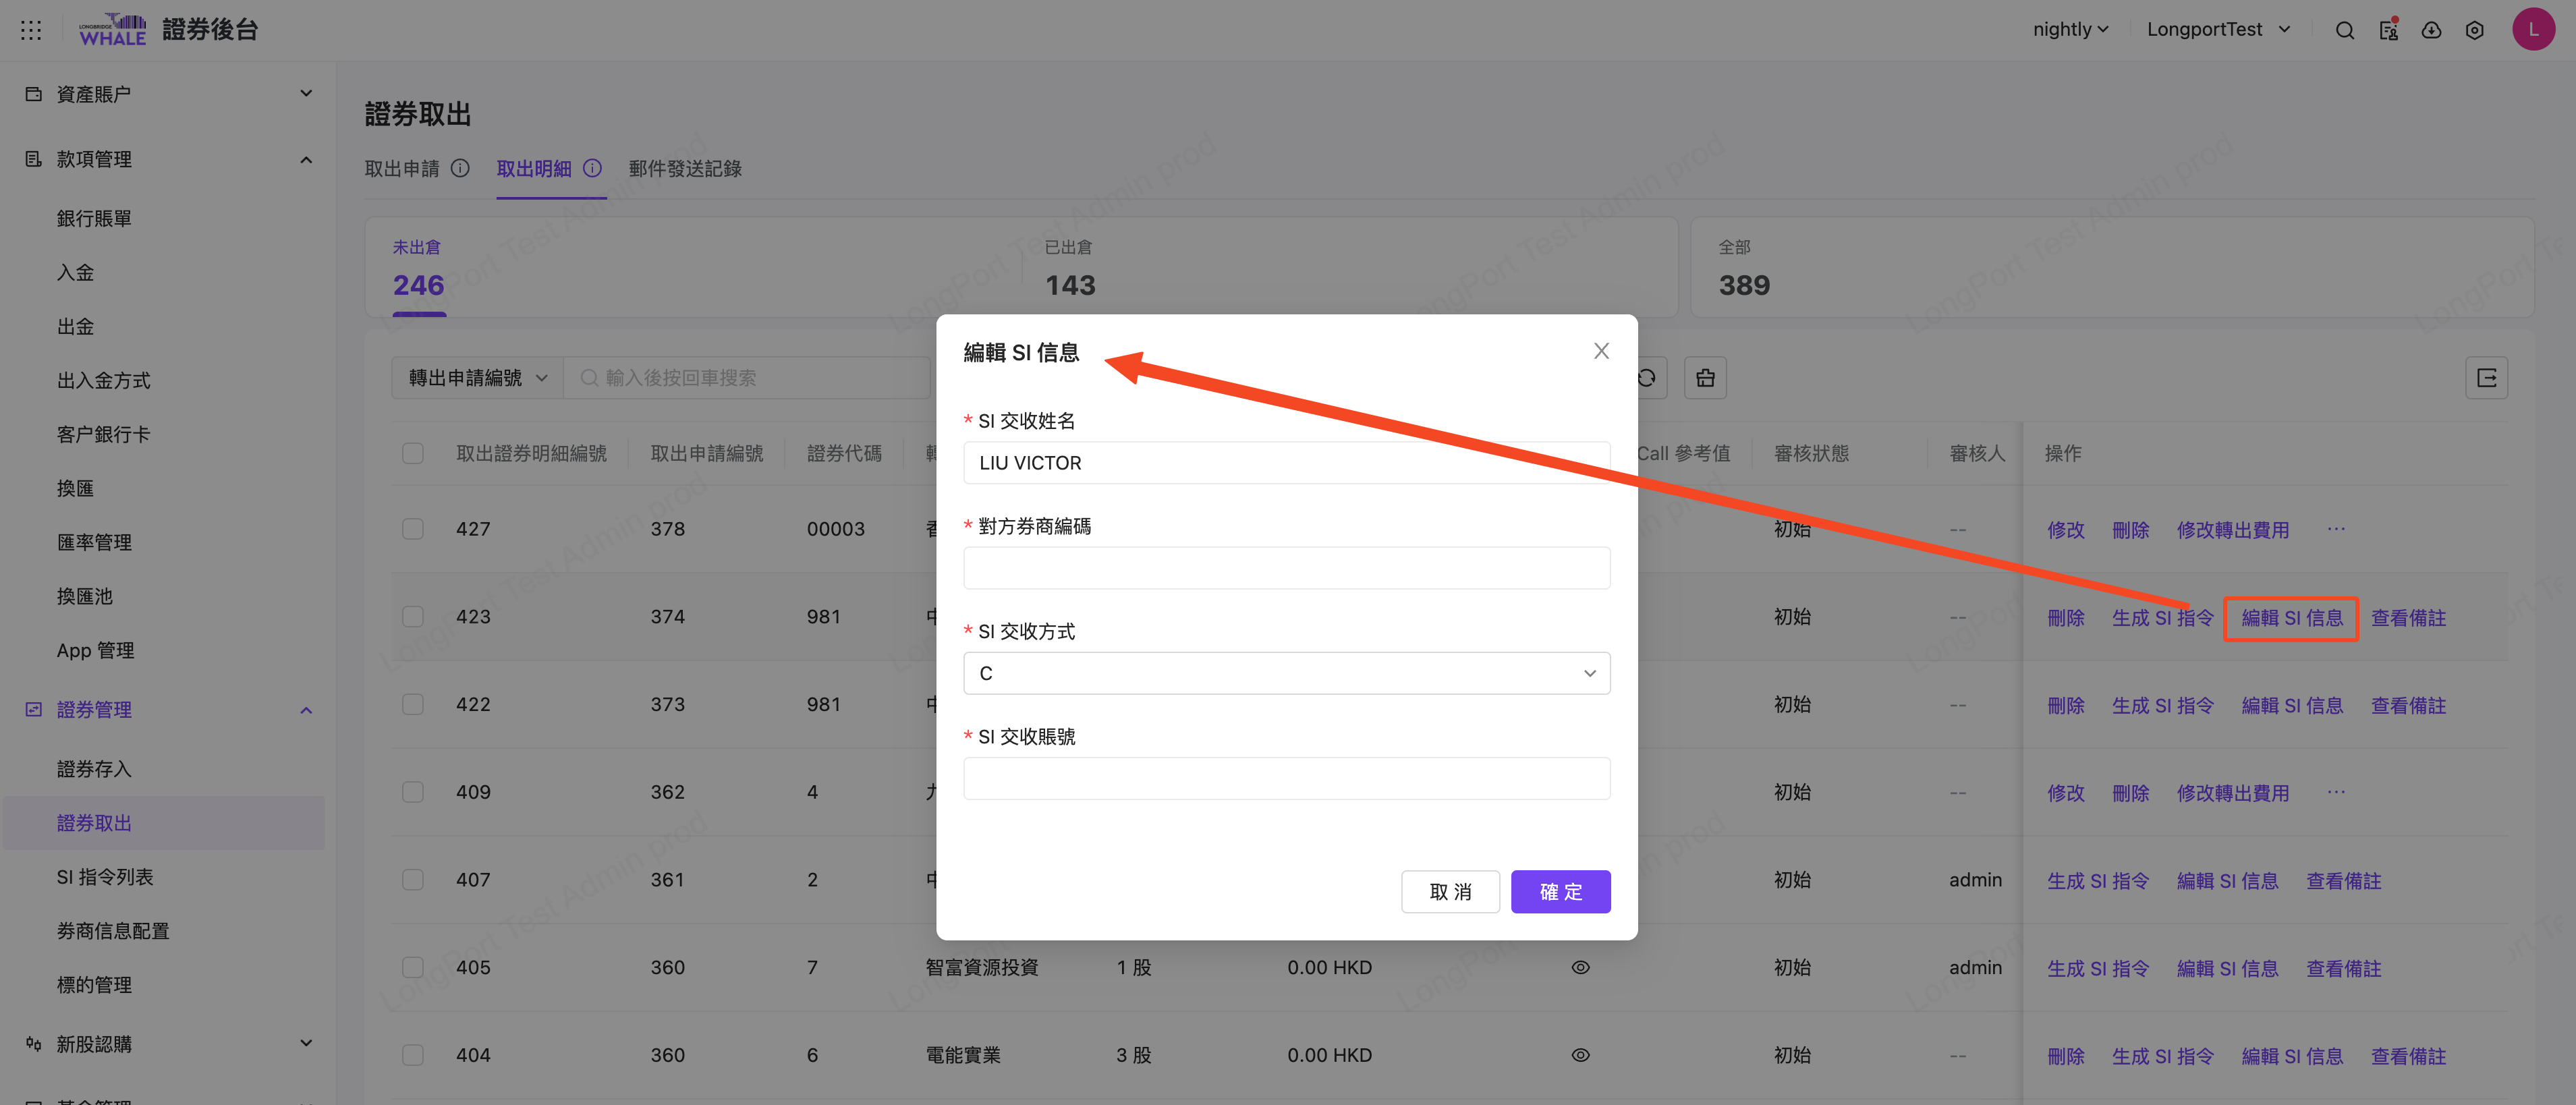 LONGBRIDGE
WHALE
證券後台
nightly
LongportTest
L
資產賬户
款項管理
銀行賬單
入金
出金
出入金方式
客户銀行卡
換匯
匯率管理
換匯池
App 管理
證券管理
證券存入
證券取出
SI 指令列表
券商信息配置
標的管理
新股認購
基金管理
證券取出
取出申請
取出明細
郵件發送記錄
未出倉
246
已出倉
143
全部
389
轉出申請編號
輸入後按回車搜索
取出證券明細編號 取出申請編號 證券代碼 Call 參考值 審核狀態 審核人 操作
427 378 00003 初始 -- 修改 刪除 修改轉出費用 ···
423 374 981 初始 -- 刪除 生成 SI 指令 編輯 SI 信息 查看備註
422 373 981 初始 -- 刪除 生成 SI 指令 編輯 SI 信息 查看備註
409 362 4 初始 -- 修改 刪除 修改轉出費用 ···
407 361 2 初始 admin 生成 SI 指令 編輯 SI 信息 查看備註
405 360 7 智富資源投資 1 股 0.00 HKD 初始 admin 生成 SI 指令 編輯 SI 信息 查看備註
404 360 6 電能實業 3 股 0.00 HKD 初始 -- 刪除 生成 SI 指令 編輯 SI 信息 查看備註
編輯 SI 信息
* SI 交收姓名
LIU VICTOR
* 對方券商編碼
* SI 交收方式
C
* SI 交收賬號
取 消
確 定
LongPort Test Admin prod